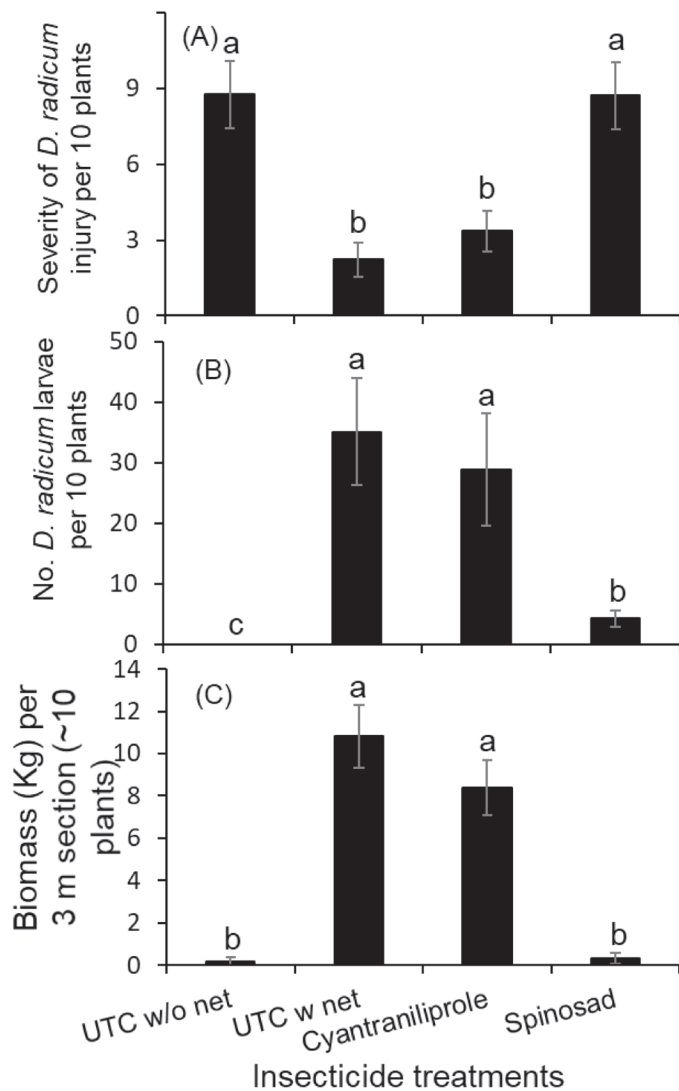 (A)
Severity of D. radicum
injury per 10 plants
9
6
3
0
a
b
b
a
(B)
No. D. radicum larvae
per 10 plants
50
40
30
20
10
0
c
a
a
b
(C)
Biomass (Kg) per
3 m section (~10
plants)
14
12
10
8
6
4
2
0
b
a
a
b
UTC w/o net
UTC w net
Cyantraniliprole
Spinosad
Insecticide treatments